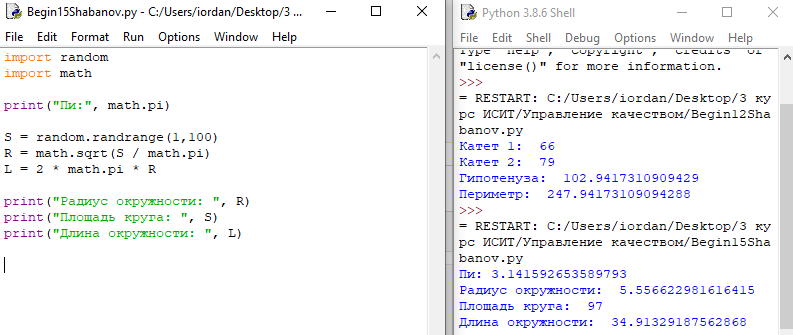 Begin15Shabanov.py - C:/Users/iordan/Desktop/3 ...
File Edit Format Run Options Window Help
import random
import math
print("Пи:", math.pi)
S = random.randrange(1,100)
R = math.sqrt(S / math.pi)
L = 2 * math.pi * R
print("Радиус окружности: ", R)
print("Площадь круга: ", S)
print("Длина окружности: ", L)
Python 3.8.6 Shell
File Edit Shell Debug Options Window Help
Type "help", "copyright", "credits" or
"license()" for more information.
>>>
= RESTART: C:/Users/iordan/Desktop/3 ку
рс ИСИТ/Управление качеством/Begin12Sha
banov.py
Катет 1:  66
Катет 2:  79
Гипотенуза:  102.9417310909429
Периметр:  247.94173109094288
>>>
= RESTART: C:/Users/iordan/Desktop/3 ку
рс ИСИТ/Управление качеством/Begin15Sha
banov.py
Пи: 3.141592653589793
Радиус окружности:  5.556622981616415
Площадь круга:  97
Длина окружности:  34.91329187562868